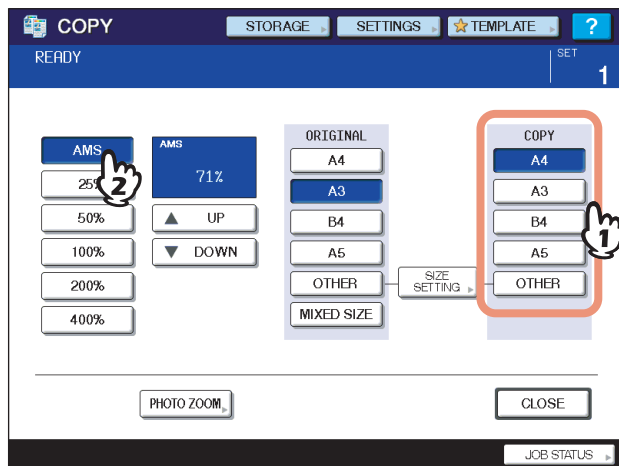 COPY
STORAGE
SETTINGS
TEMPLATE
?
READY
SET
1
AMS
25%
50%
100%
200%
400%
AMS
71%
UP
DOWN
ORIGINAL
A4
A3
B4
A5
OTHER
MIXED SIZE
SIZE
SETTING
COPY
A4
A3
B4
A5
OTHER
2
1
PHOTO ZOOM
CLOSE
JOB STATUS